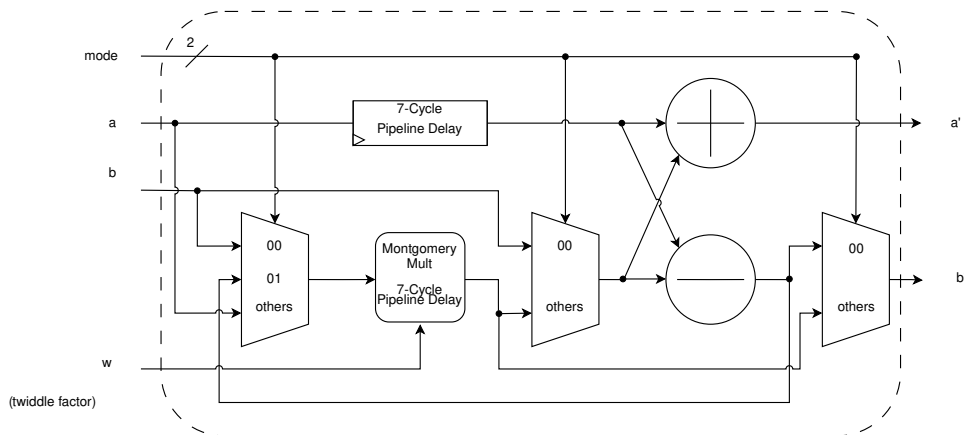 mode
2
a
7-Cycle
Pipeline Delay
a'
b
00
01
others
Montgomery
Mult
7-Cycle
Pipeline Delay
00
others
00
others
b
w
(twiddle factor)